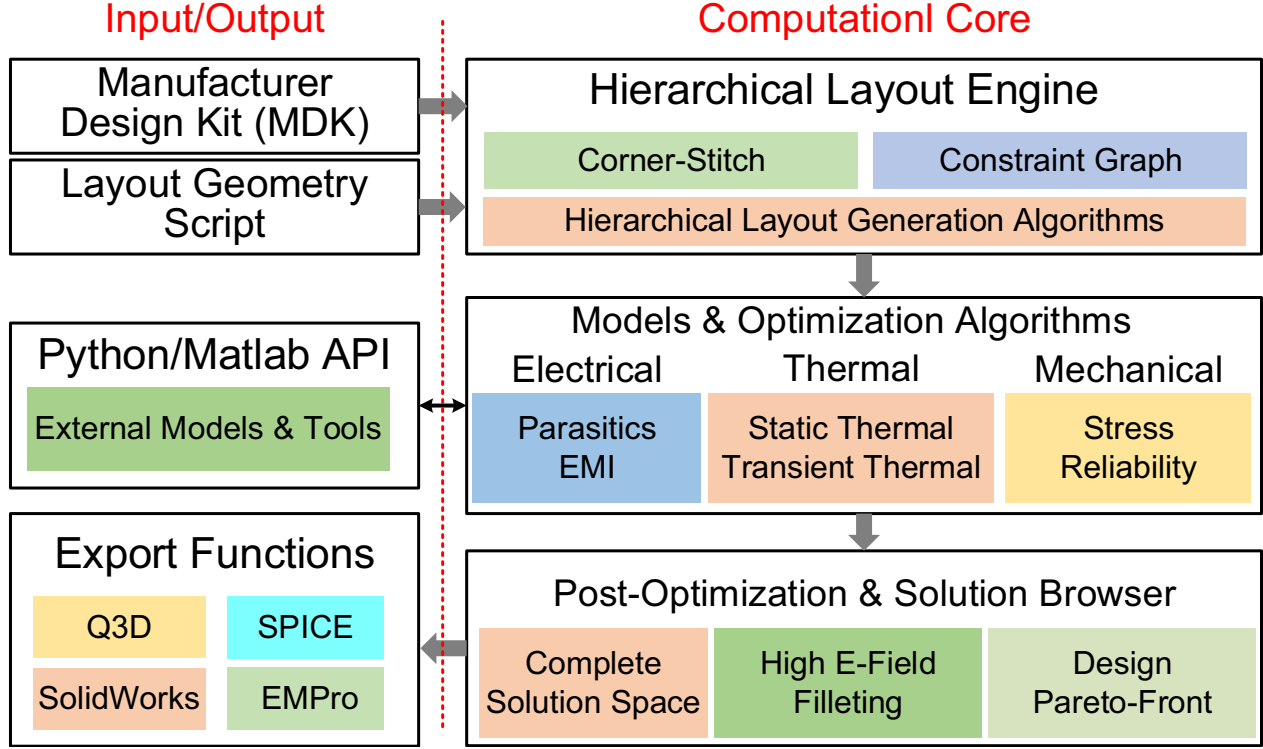 Input/Output
Computationl Core
Manufacturer
Design Kit (MDK)
Layout Geometry
Script
Hierarchical Layout Engine
Corner-Stitch
Constraint Graph
Hierarchical Layout Generation Algorithms
Python/Matlab API
External Models & Tools
Models & Optimization Algorithms
Electrical
Thermal
Mechanical
Parasitics
EMI
Static Thermal
Transient Thermal
Stress
Reliability
Export Functions
Q3D
SPICE
SolidWorks
EMPro
Post-Optimization & Solution Browser
Complete
Solution Space
High E-Field
Filleting
Design
Pareto-Front